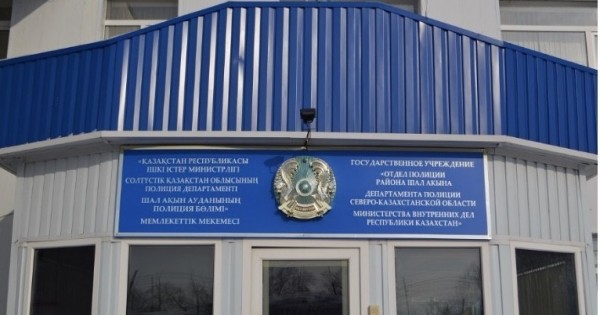 «ҚАЗАҚСТАН РЕСПУБЛИКАСЫ
ІШКІ ІСТЕР МИНИСТРЛІГІ
СОЛТҮСТІК ҚАЗАҚСТАН ОБЛЫСЫНЫҢ
ПОЛИЦИЯ ДЕПАРТАМЕНТІ
ШАЛ АҚЫН АУДАНЫНЫҢ
ПОЛИЦИЯ БӨЛІМІ»
МЕМЛЕКЕТТІК МЕКЕМЕСІ
ГОСУДАРСТВЕННОЕ УЧРЕЖДЕНИЕ
«ОТДЕЛ ПОЛИЦИИ
РАЙОНА ШАЛ АКЫНА
ДЕПАРТАМЕНТА ПОЛИЦИИ
СЕВЕРО-КАЗАХСТАНСКОЙ ОБЛАСТИ
МИНИСТЕРСТВА ВНУТРЕННИХ ДЕЛ
РЕСПУБЛИКИ КАЗАХСТАН»